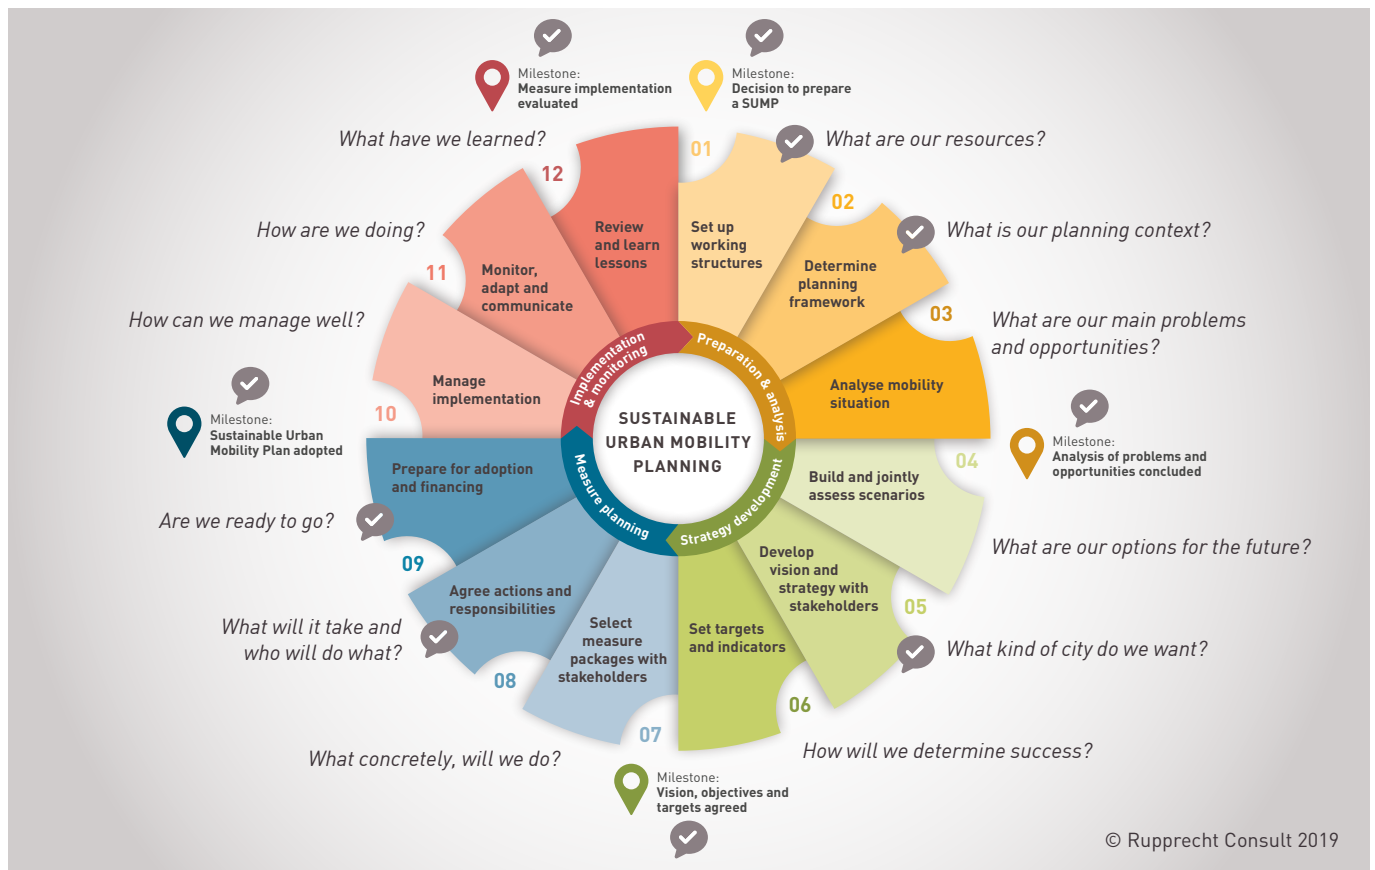 Milestone:
Measure implementation
evaluated
Milestone:
Decision to prepare
a SUMP
What have we learned?
What are our resources?
12
01
02
How are we doing?
What is our planning context?
Review
and learn
lessons
Set up
working
structures
11
Monitor,
adapt and
communicate
Determine
planning
framework
03
How can we manage well?
What are our main problems
and opportunities?
Manage
implementation
Analyse mobility
situation
10
Implementation
& monitoring
Preparation & analysis
SUSTAINABLE
URBAN MOBILITY
PLANNING
Measure planning
Strategy development
Milestone:
Sustainable Urban
Mobility Plan adopted
Milestone:
Analysis of problems and
opportunities concluded
04
Prepare for adoption
and financing
Build and jointly
assess scenarios
Are we ready to go?
What are our options for the future?
09
Agree actions and
responsibilities
Develop
vision and
strategy with
stakeholders
05
What will it take and
who will do what?
Select
measure
packages with
stakeholders
Set targets
and indicators
What kind of city do we want?
08
06
07
What concretely, will we do?
How will we determine success?
Milestone:
Vision, objectives and
targets agreed
© Rupprecht Consult 2019